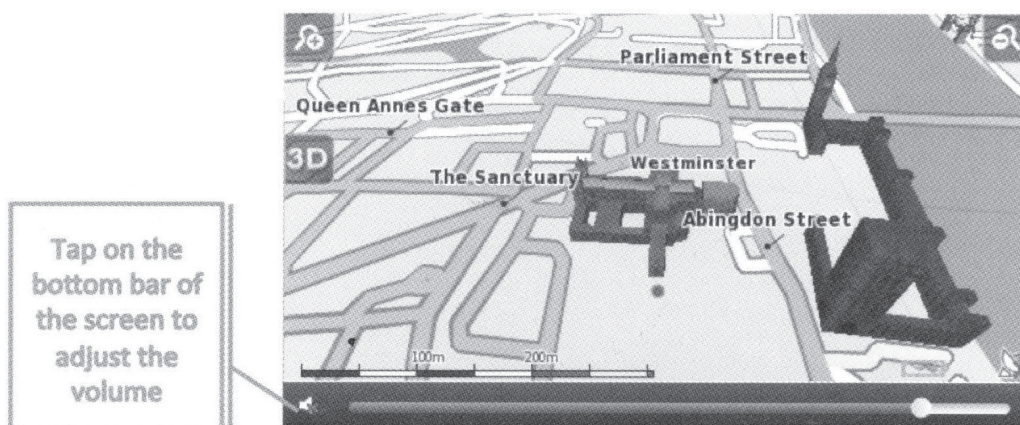 Parliament Street
Queen Annes Gate
3D
Westminster
The Sanctuary
Abingdon Street
Tap on the
bottom bar of
the screen to
adjust the
volume
100m
200m